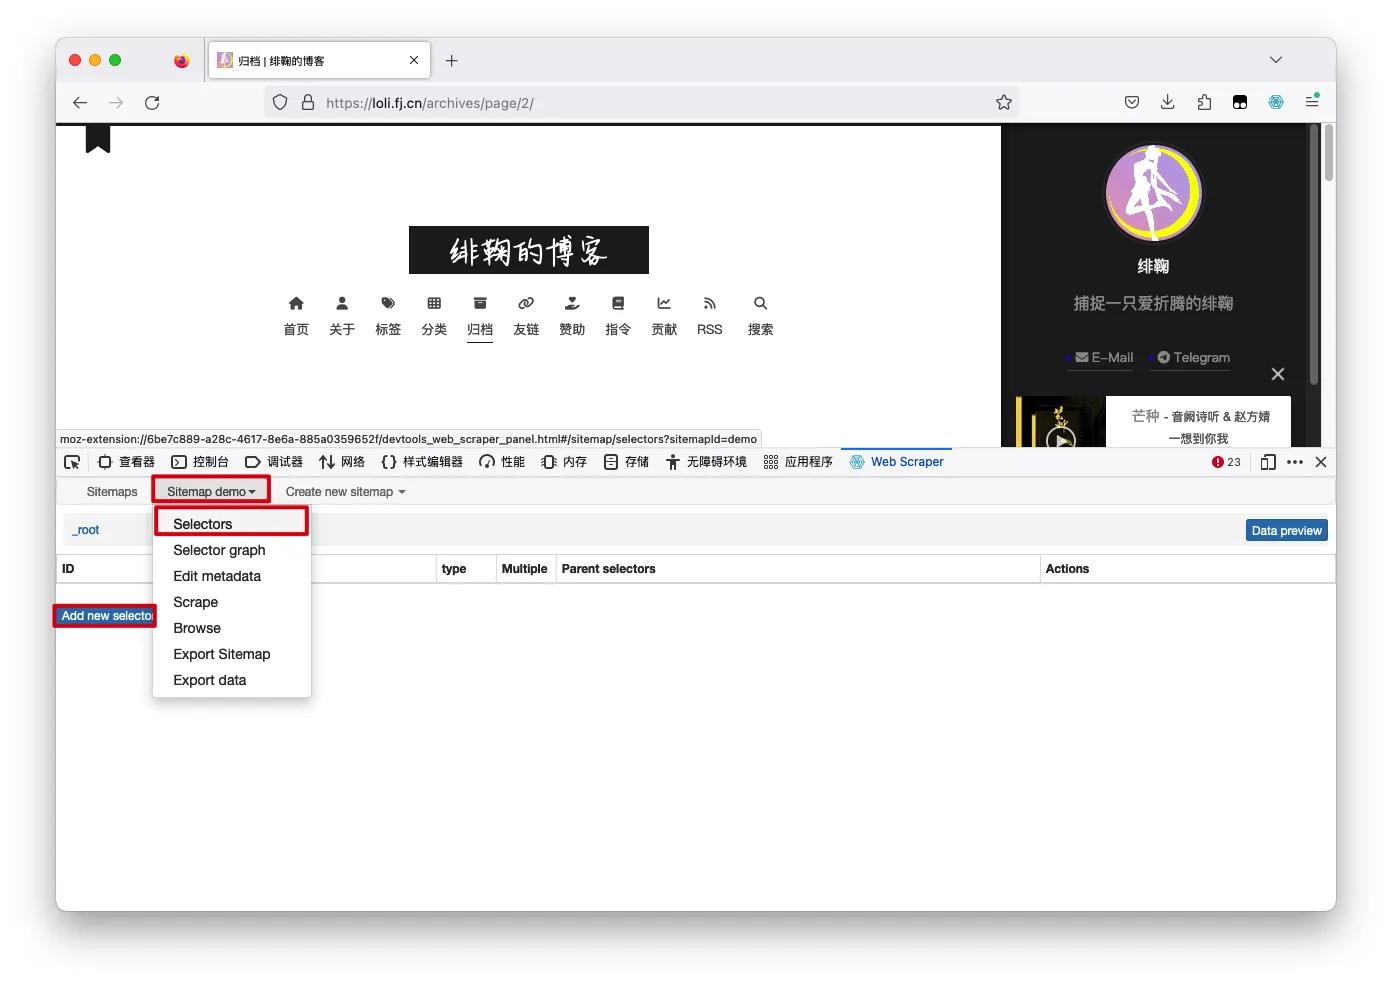 归档 | 绯鞠的博客
https://loli.fj.cn/archives/page/2/
绯鞠的博客
首页 关于 标签 分类 归档 友链 赞助 指令 贡献 RSS 搜索
绯鞠
捕捉一只爱折腾的绯鞠
E-Mail Telegram
芒种 - 音阙诗听 & 赵方婧
一想到你我
moz-extension://6be7c889-a28c-4617-8e6a-885a0359652f/devtools_web_scraper_panel.html#/sitemap/selectors?sitemapId=demo
查看器 控制台 调试器 网络 {} 样式编辑器 性能 内存 存储 无障碍环境 应用程序 Web Scraper 23
Sitemaps Sitemap demo Create new sitemap
_root Data preview
Selectors
Selector graph
Edit metadata
Scrape
Browse
Export Sitemap
Export data
ID type Multiple Parent selectors Actions
Add new selector